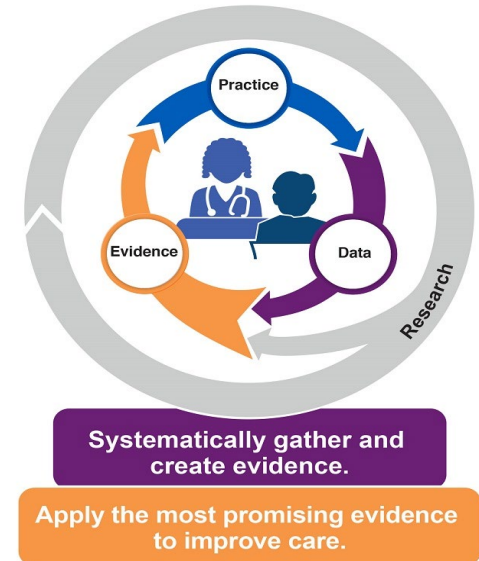 Practice
Evidence
Data
Research
Systematically gather and
create evidence.
Apply the most promising evidence
to improve care.